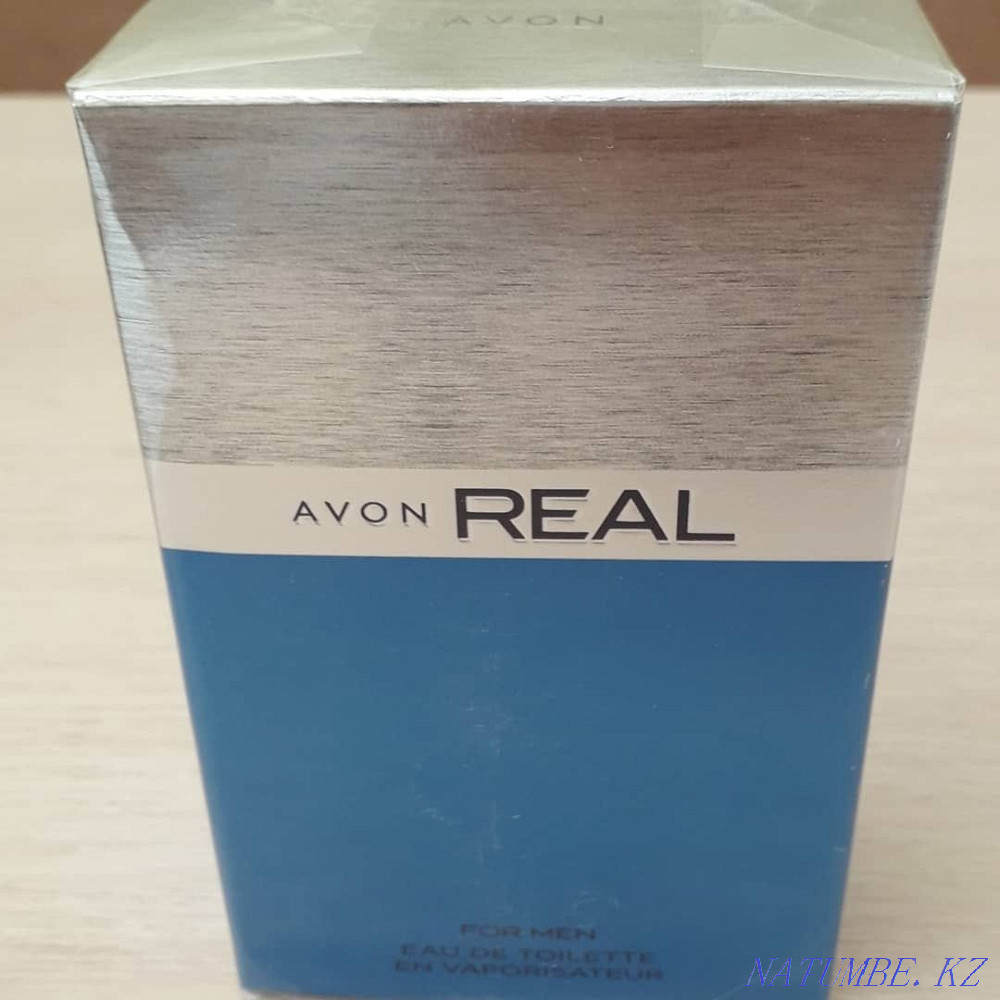 AVON
AVON REAL
FOR MEN
EAU DE TOILETTE
EN VAPORISATEUR
NATUMBE. KZ